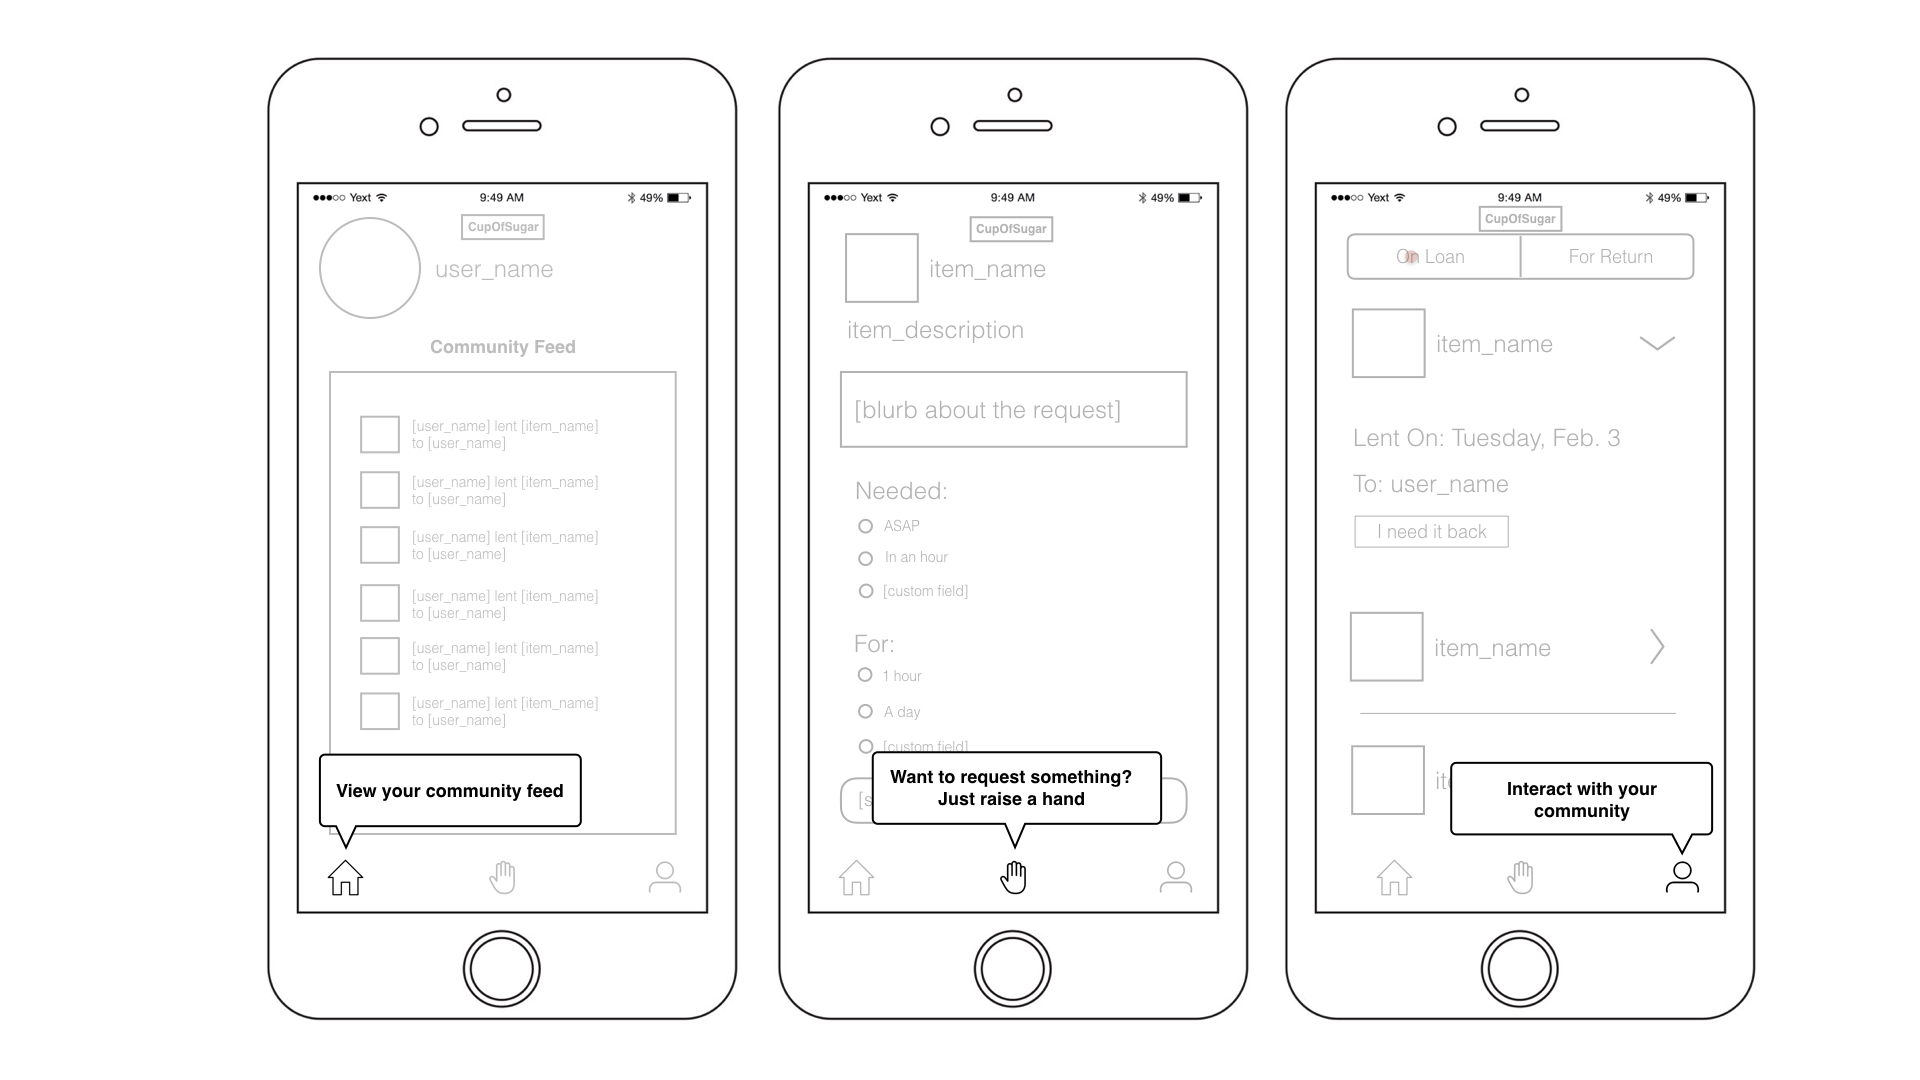 Yext
9:49 AM
49%
CupOfSugar
user_name
Community Feed
[user_name] lent [item_name]
to [user_name]
[user_name] lent [item_name]
to [user_name]
[user_name] lent [item_name]
to [user_name]
[user_name] lent [item_name]
to [user_name]
[user_name] lent [item_name]
to [user_name]
[user_name] lent [item_name]
to [user_name]
View your community feed
Yext
9:49 AM
49%
CupOfSugar
item_name
item_description
[blurb about the request]
Needed:
ASAP
In an hour
[custom field]
For:
1 hour
A day
[custom field]
Want to request something?
Just raise a hand
Yext
9:49 AM
49%
CupOfSugar
On Loan
For Return
item_name
Lent On: Tuesday, Feb. 3
To: user_name
I need it back
item_name
Interact with your
community